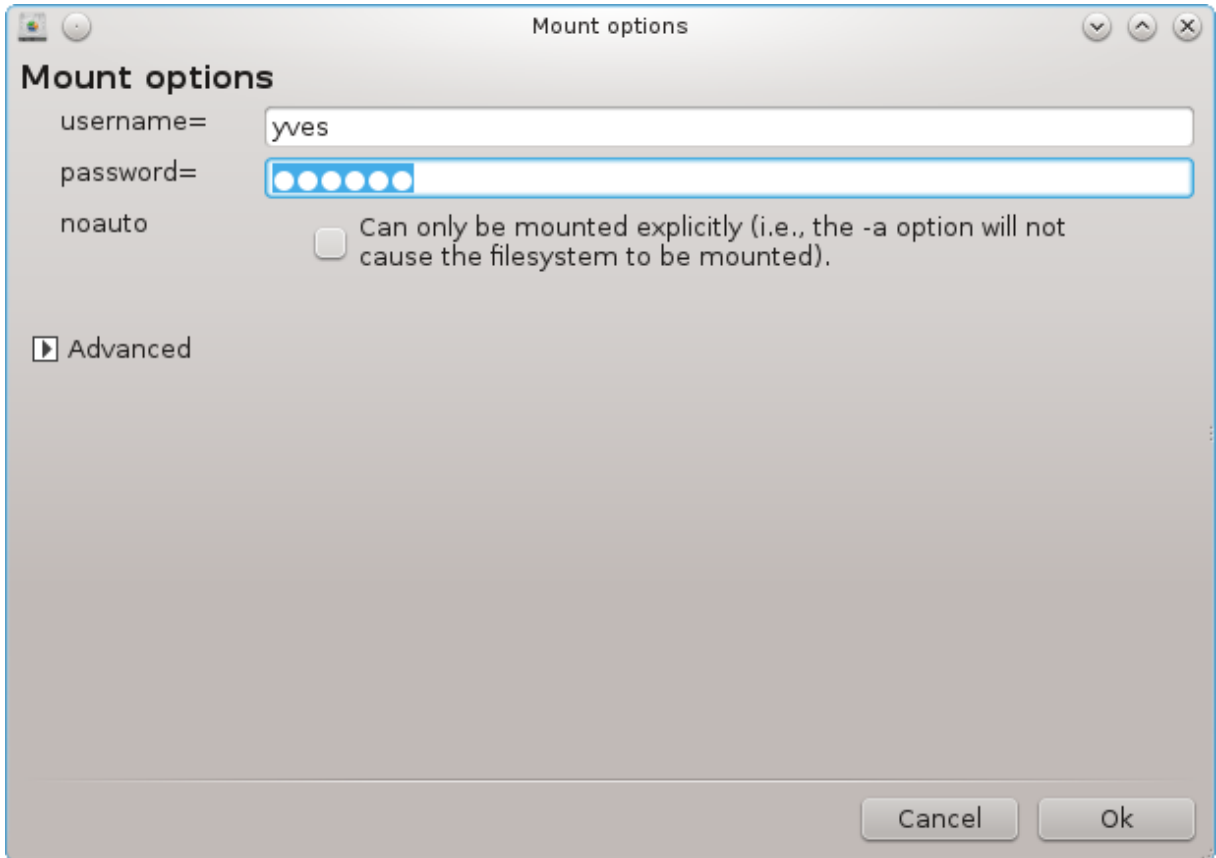 Mount options
Mount options
username=
yves
password=
●●●●●●
noauto
Can only be mounted explicitly (i.e., the -a option will not
cause the filesystem to be mounted).
Advanced
Cancel
Ok